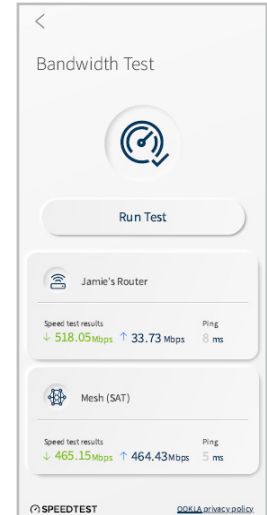 Bandwidth Test
Run Test
Jamie's Router
Speed test results Ping
↓ 518.05Mbps ↑ 33.73 Mbps 8 ms
Mesh (SAT)
Speed test results Ping
↓ 465.15Mbps ↑ 464.43Mbps 5 ms
SPEEDTEST OOKLA privacy policy